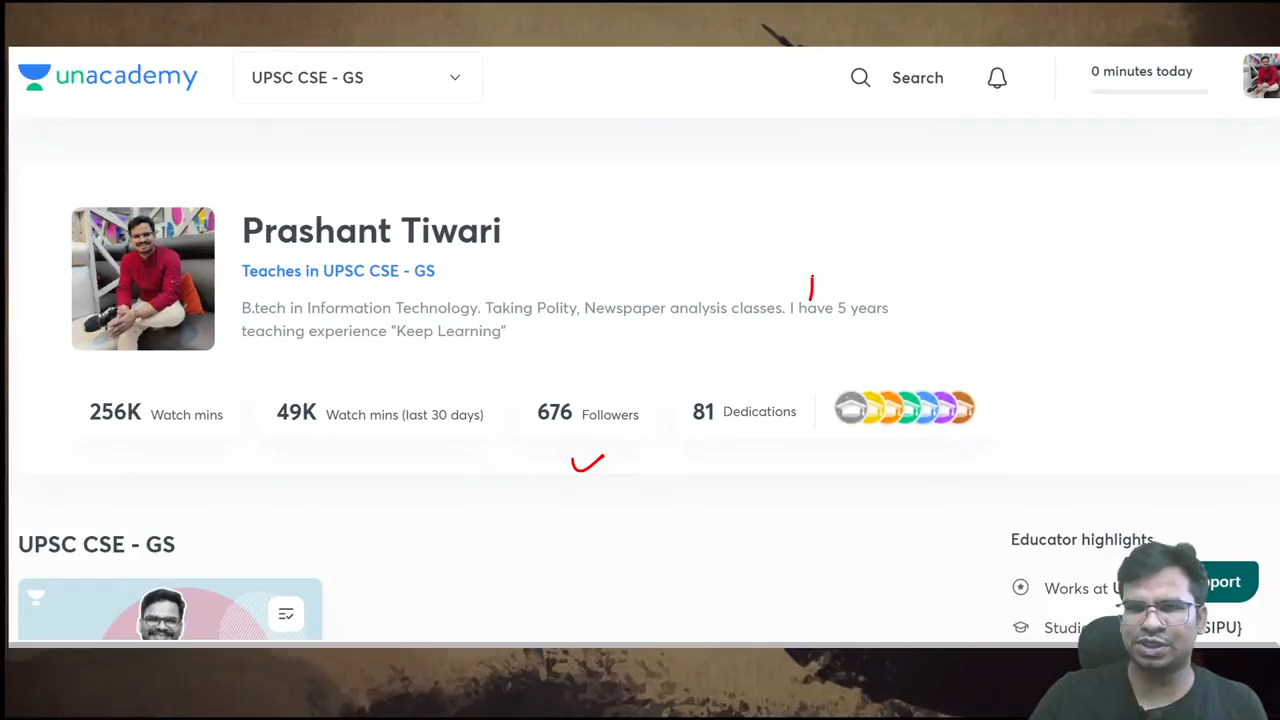 unacademy
UPSC CSE - GS
Search
0 minutes today
Prashant Tiwari
Teaches in UPSC CSE - GS
B.tech in Information Technology. Taking Polity, Newspaper analysis classes. I have 5 years
teaching experience "Keep Learning"
256K Watch mins
49K Watch mins (last 30 days)
676 Followers
81 Dedications
UPSC CSE - GS
Educator highlights
Works at
port
SIPU}